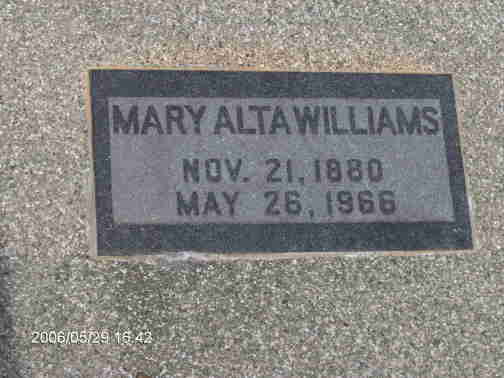 MARY ALTA WILLIAMS
NOV. 21, 1880
MAY 26, 1966
2006/05/29 16:42